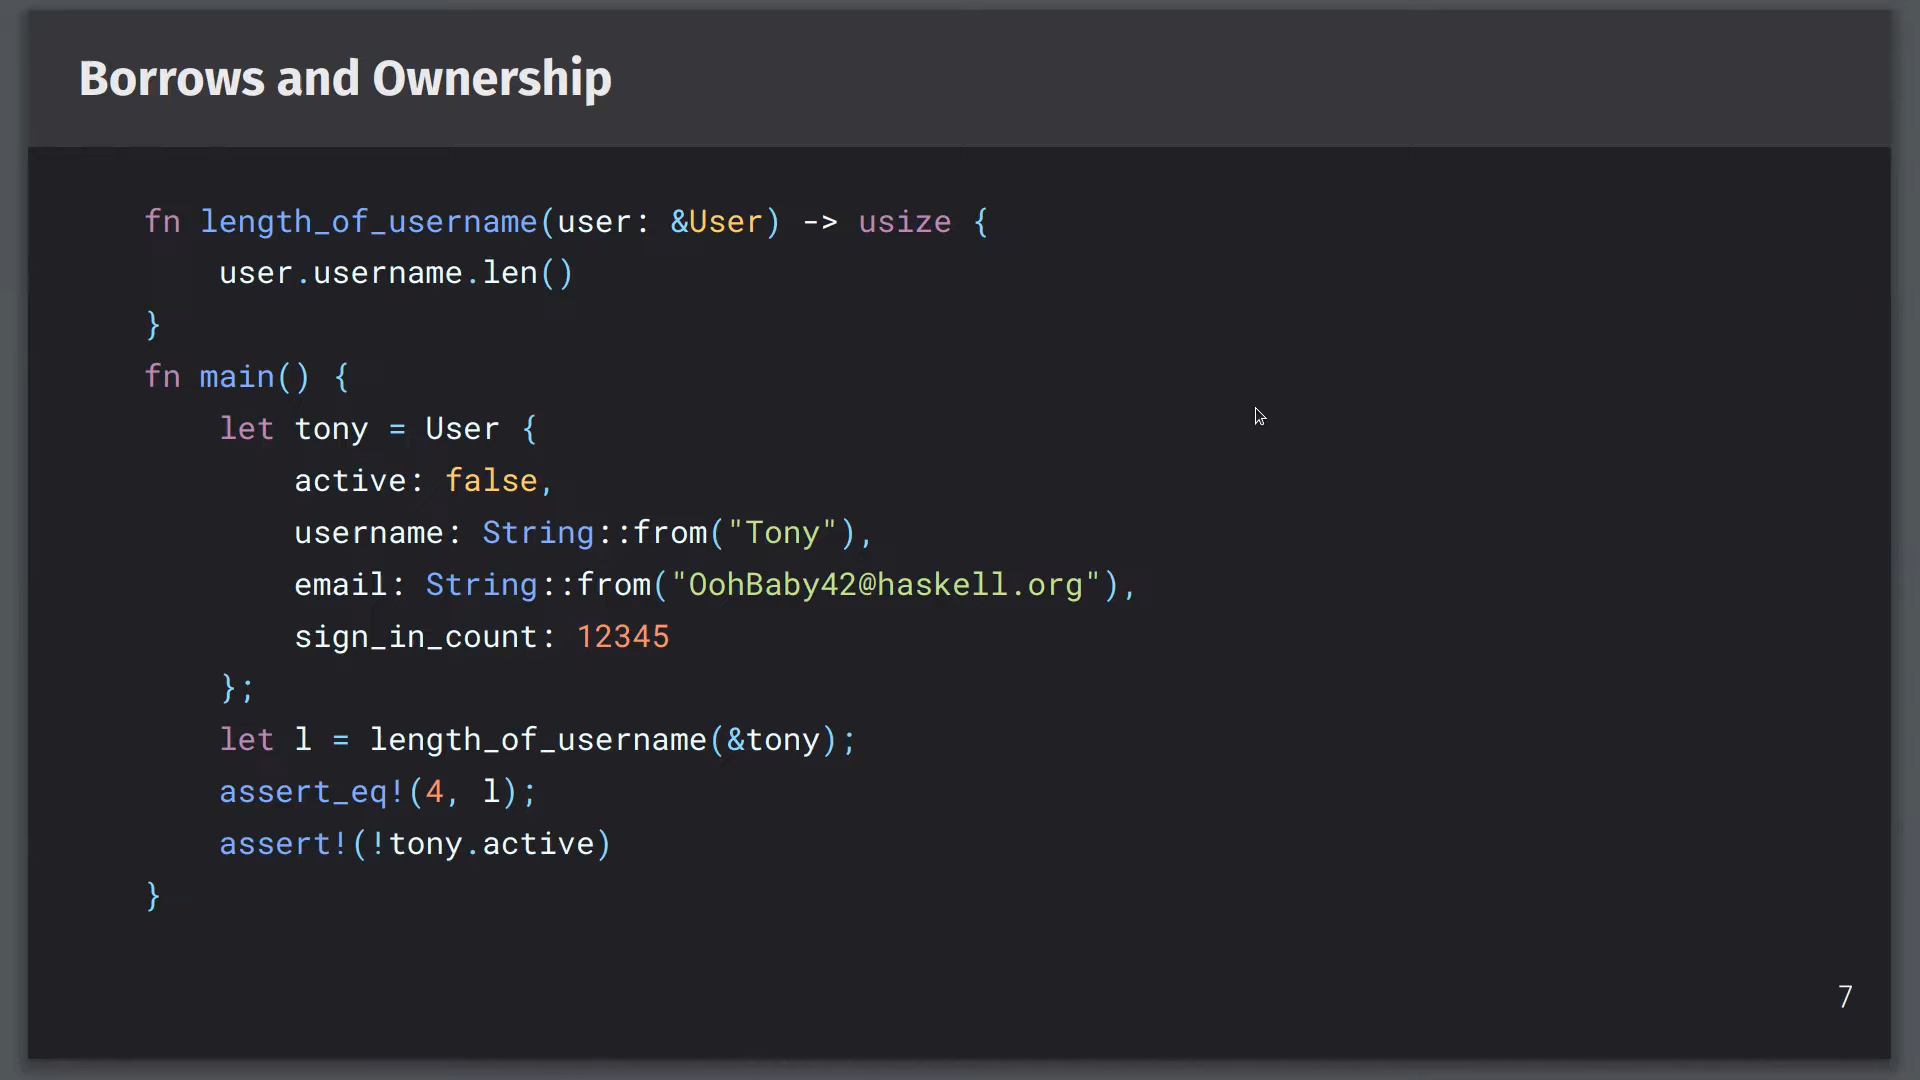 Borrows and Ownership
fn length_of_username(user: &User) -> usize {
    user.username.len()
}
fn main() {
    let tony = User {
        active: false,
        username: String::from("Tony"),
        email: String::from("OohBaby42@haskell.org"),
        sign_in_count: 12345
    };
    let l = length_of_username(&tony);
    assert_eq!(4, l);
    assert!(!tony.active)
}
7